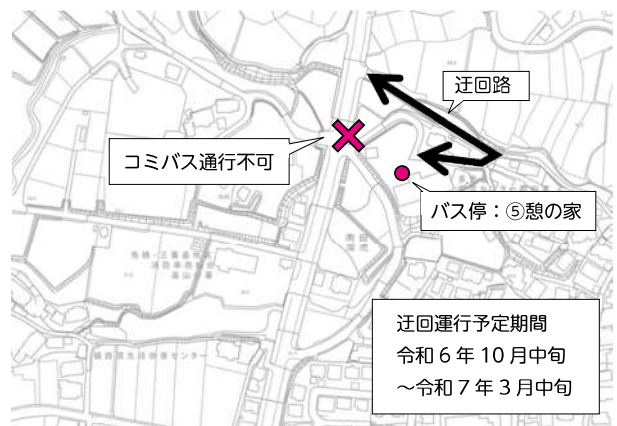 迂回路
コミバス通行不可
バス停：⑤憩の家
迂回運行予定期間
令和６年10月中旬
～令和７年３月中旬